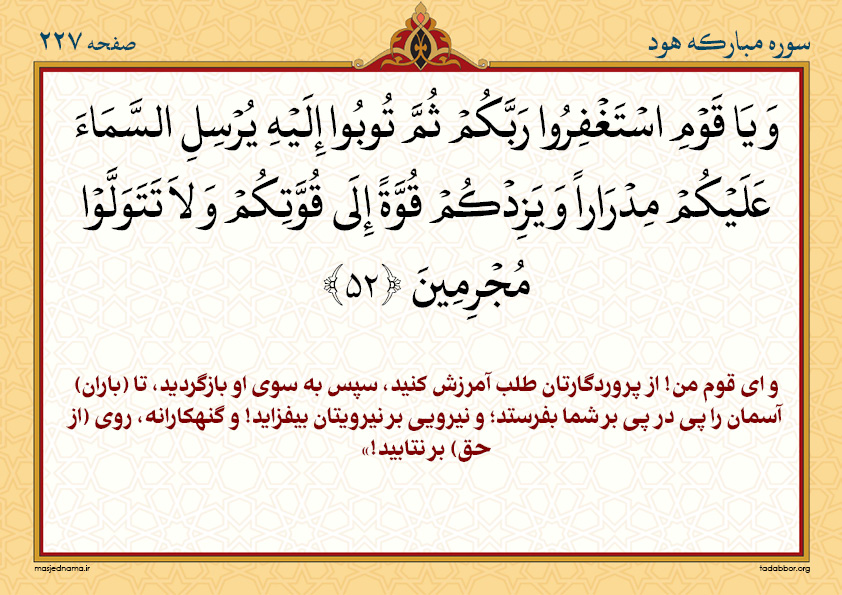 سوره مبارکه هود
صفحه ۲۲۷
وَيَا قَوْمِ اسْتَغْفِرُوا رَبَّكُمْ ثُمَّ تُوبُوا إِلَيْهِ يُرْسِلِ السَّمَاءَ
عَلَيْكُمْ مِدْرَاراً وَيَزِدْكُمْ قُوَّةً إِلَى قُوَّتِكُمْ وَلاَ تَتَوَلَّوْا
مُجْرِمِينَ ﴿۵۲﴾
و ای قوم من! از پروردگارتان طلب آمرزش کنید، سپس به سوی او بازگردید، تا (باران)
آسمان را پی در پی بر شما بفرستد؛ و نیرویی بر نیرویتان بیفزاید! و گنهکارانه، روی (از
حق) بر نتابید!»
masjednama.ir
tadabbor.org